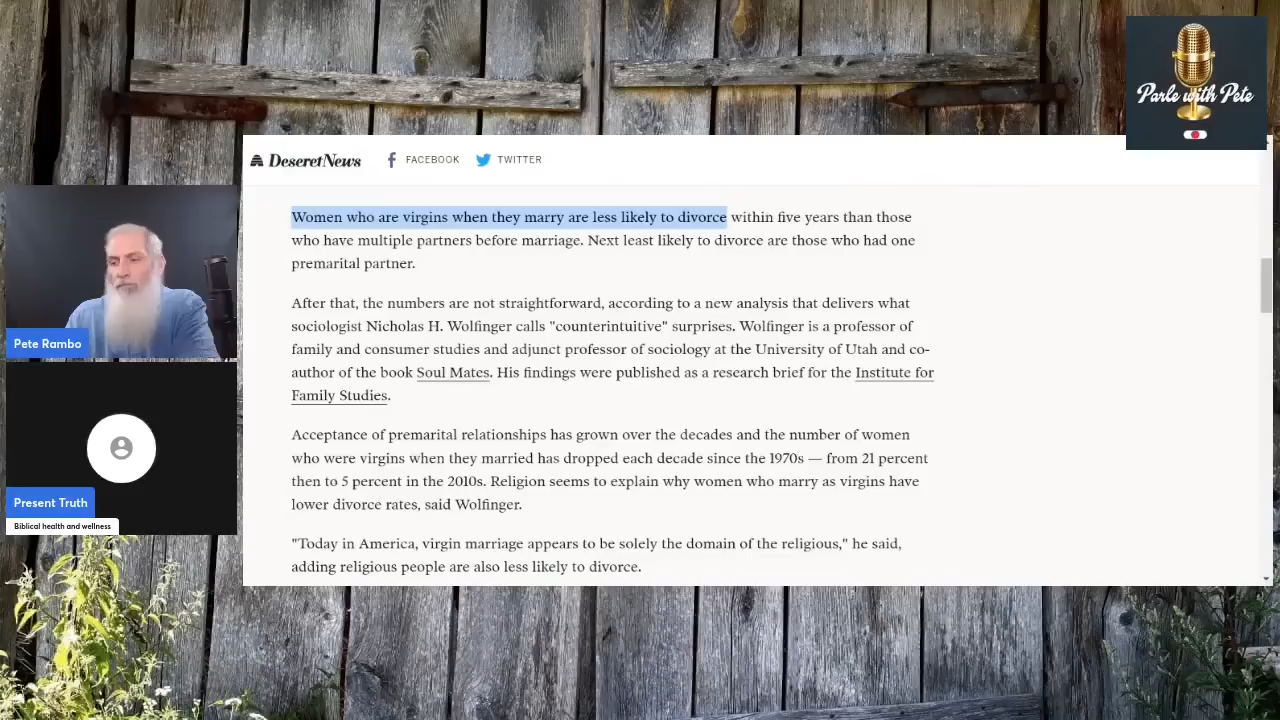 Parle with Pete
DeseretNews
FACEBOOK
TWITTER
Women who are virgins when they marry are less likely to divorce within five years than those
who have multiple partners before marriage. Next least likely to divorce are those who had one
premarital partner.
After that, the numbers are not straightforward, according to a new analysis that delivers what
sociologist Nicholas H. Wolfinger calls "counterintuitive" surprises. Wolfinger is a professor of
family and consumer studies and adjunct professor of sociology at the University of Utah and co-
author of the book Soul Mates. His findings were published as a research brief for the Institute for
Family Studies.
Acceptance of premarital relationships has grown over the decades and the number of women
who were virgins when they married has dropped each decade since the 1970s — from 21 percent
then to 5 percent in the 2010s. Religion seems to explain why women who marry as virgins have
lower divorce rates, said Wolfinger.
"Today in America, virgin marriage appears to be solely the domain of the religious," he said,
adding religious people are also less likely to divorce.
Pete Rambo
Present Truth
Biblical health and wellness